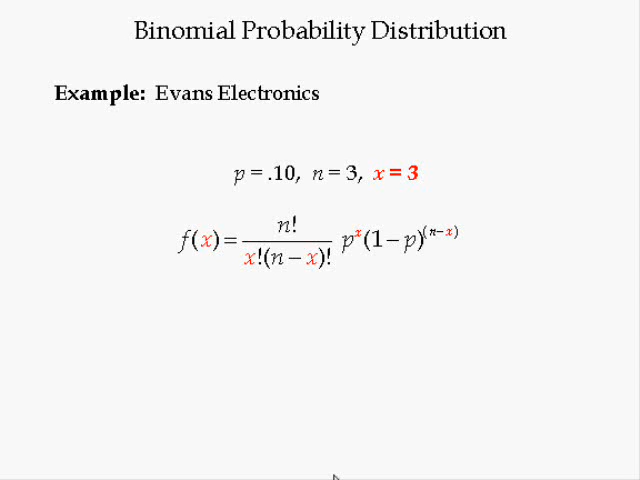 Binomial Probability Distribution
Example: Evans Electronics
p = .10, n = 3, x = 3
f(x) = n! / x!(n − x)! p^x(1 − p)^(n−x)